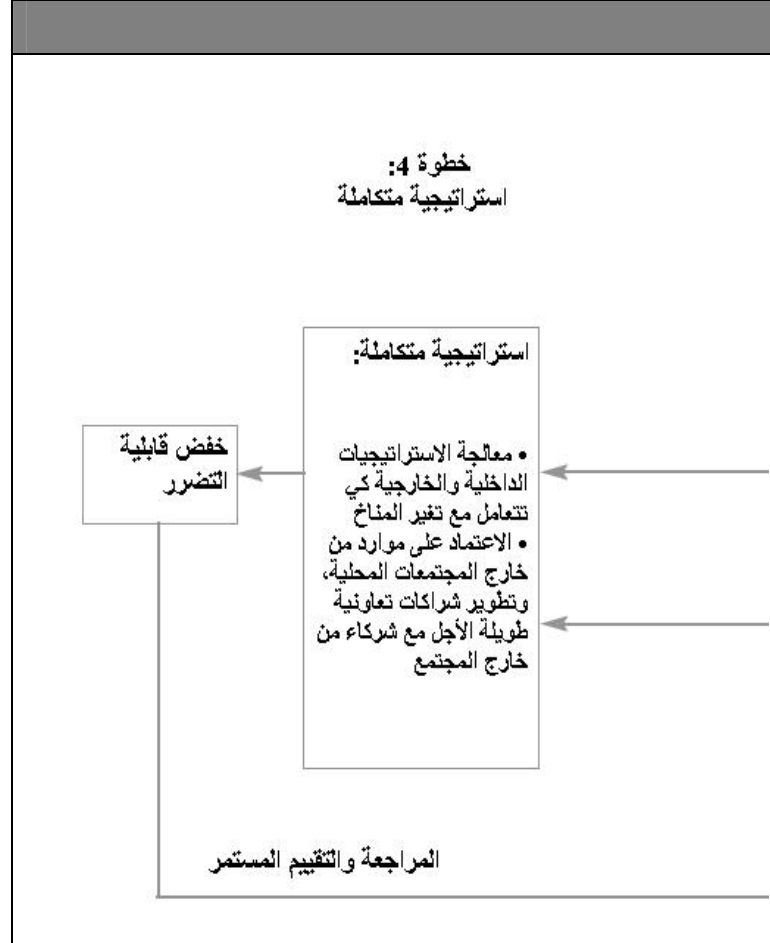 خطوة 4:
استراتيجية متكاملة
استراتيجية متكاملة:
• معالجة الاستراتيجيات
الداخلية والخارجية كي
تتعامل مع تغير المناخ
• الاعتماد على موارد من
خارج المجتمعات المحلية،
وتطوير شراكات تعاونية
طويلة الأجل مع شركاء من
خارج المجتمع
خفض قابلية
التضرر
المراجعة والتقييم المستمر